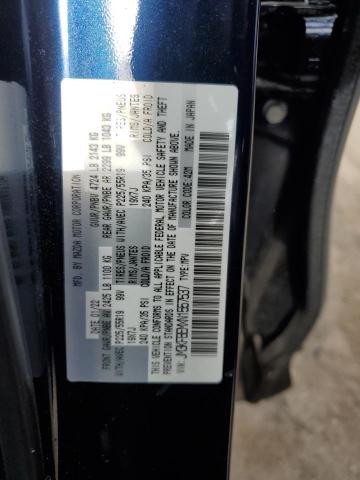 MFD. BY MAZDA MOTOR CORPORATION
DATE: 01/22 GVWR/PNBV 4724 LB 2143 KG
FRONT GAWR/PNBE AV 2425 LB 1100 KG REAR GAWR/PNBE AR 2299 LB 1043 KG
WITH/AVEC P225/55R19 99V TIRES/PNEUS WITH/AVEC P225/55R19 99V TIRES/PNEUS
19X7J RIMS/JANTES 19X7J RIMS/JANTES
240 KPA/35 PSI COLD/A FROID 240 KPA/35 PSI COLD/A FROID
THIS VEHICLE CONFORMS TO ALL APPLICABLE FEDERAL MOTOR VEHICLE SAFETY AND THEFT
PREVENTION STANDARDS IN EFFECT ON THE DATE OF MANUFACTURE SHOWN ABOVE.
TYPE:MPV MADE IN JAPAN
COLOR CODE: 42M